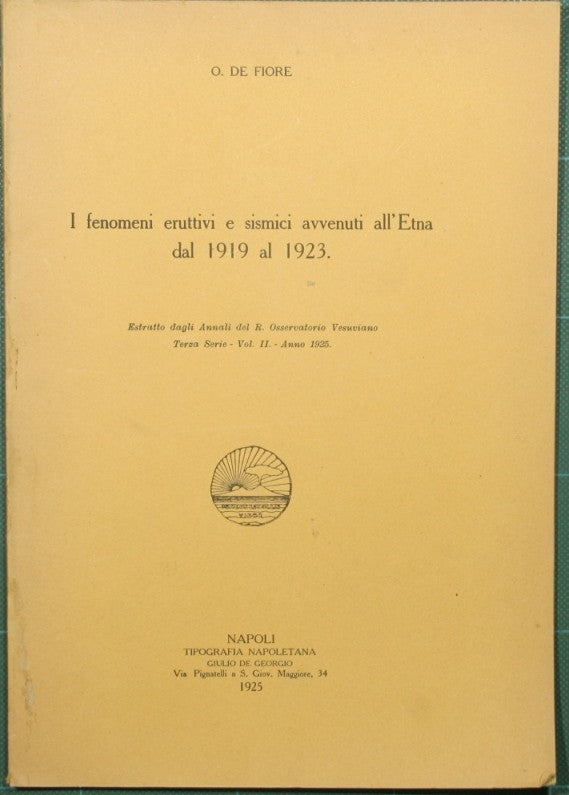 O. DE FIORE
I fenomeni eruttivi e sismici avvenuti all'Etna
dal 1919 al 1923.
Estratto dagli Annali del R. Osservatorio Vesuviano
Terza Serie - Vol. II. - Anno 1925.
NAPOLI
TIPOGRAFIA NAPOLETANA
GIULIO DE GEORGIO
Via Pignatelli a S. Giov. Maggiore, 34
1925